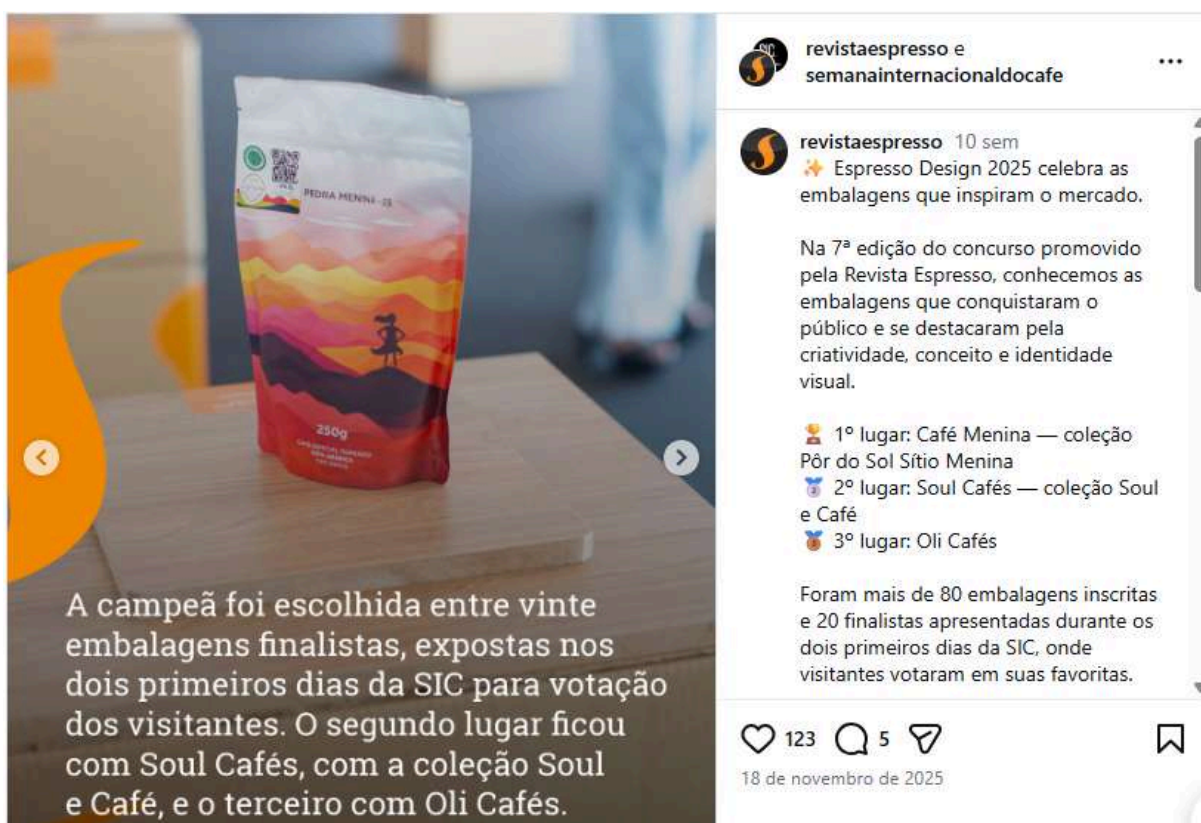 PEDRA MENINA - ES
250g
A campeã foi escolhida entre vinte
embalagens finalistas, expostas nos
dois primeiros dias da SIC para votação
dos visitantes. O segundo lugar ficou
com Soul Cafés, com a coleção Soul
e Café, e o terceiro com Oli Cafés.
SIC
revistaespresso e
semanainternacionaldocafe
revistaespresso 10 sem
✨ Espresso Design 2025 celebra as
embalagens que inspiram o mercado.
Na 7ª edição do concurso promovido
pela Revista Espresso, conhecemos as
embalagens que conquistaram o
público e se destacaram pela
criatividade, conceito e identidade
visual.
🏆 1º lugar: Café Menina — coleção
Pôr do Sol Sítio Menina
🥈 2º lugar: Soul Cafés — coleção Soul
e Café
🥉 3º lugar: Oli Cafés
Foram mais de 80 embalagens inscritas
e 20 finalistas apresentadas durante os
dois primeiros dias da SIC, onde
visitantes votaram em suas favoritas.
123 5
18 de novembro de 2025